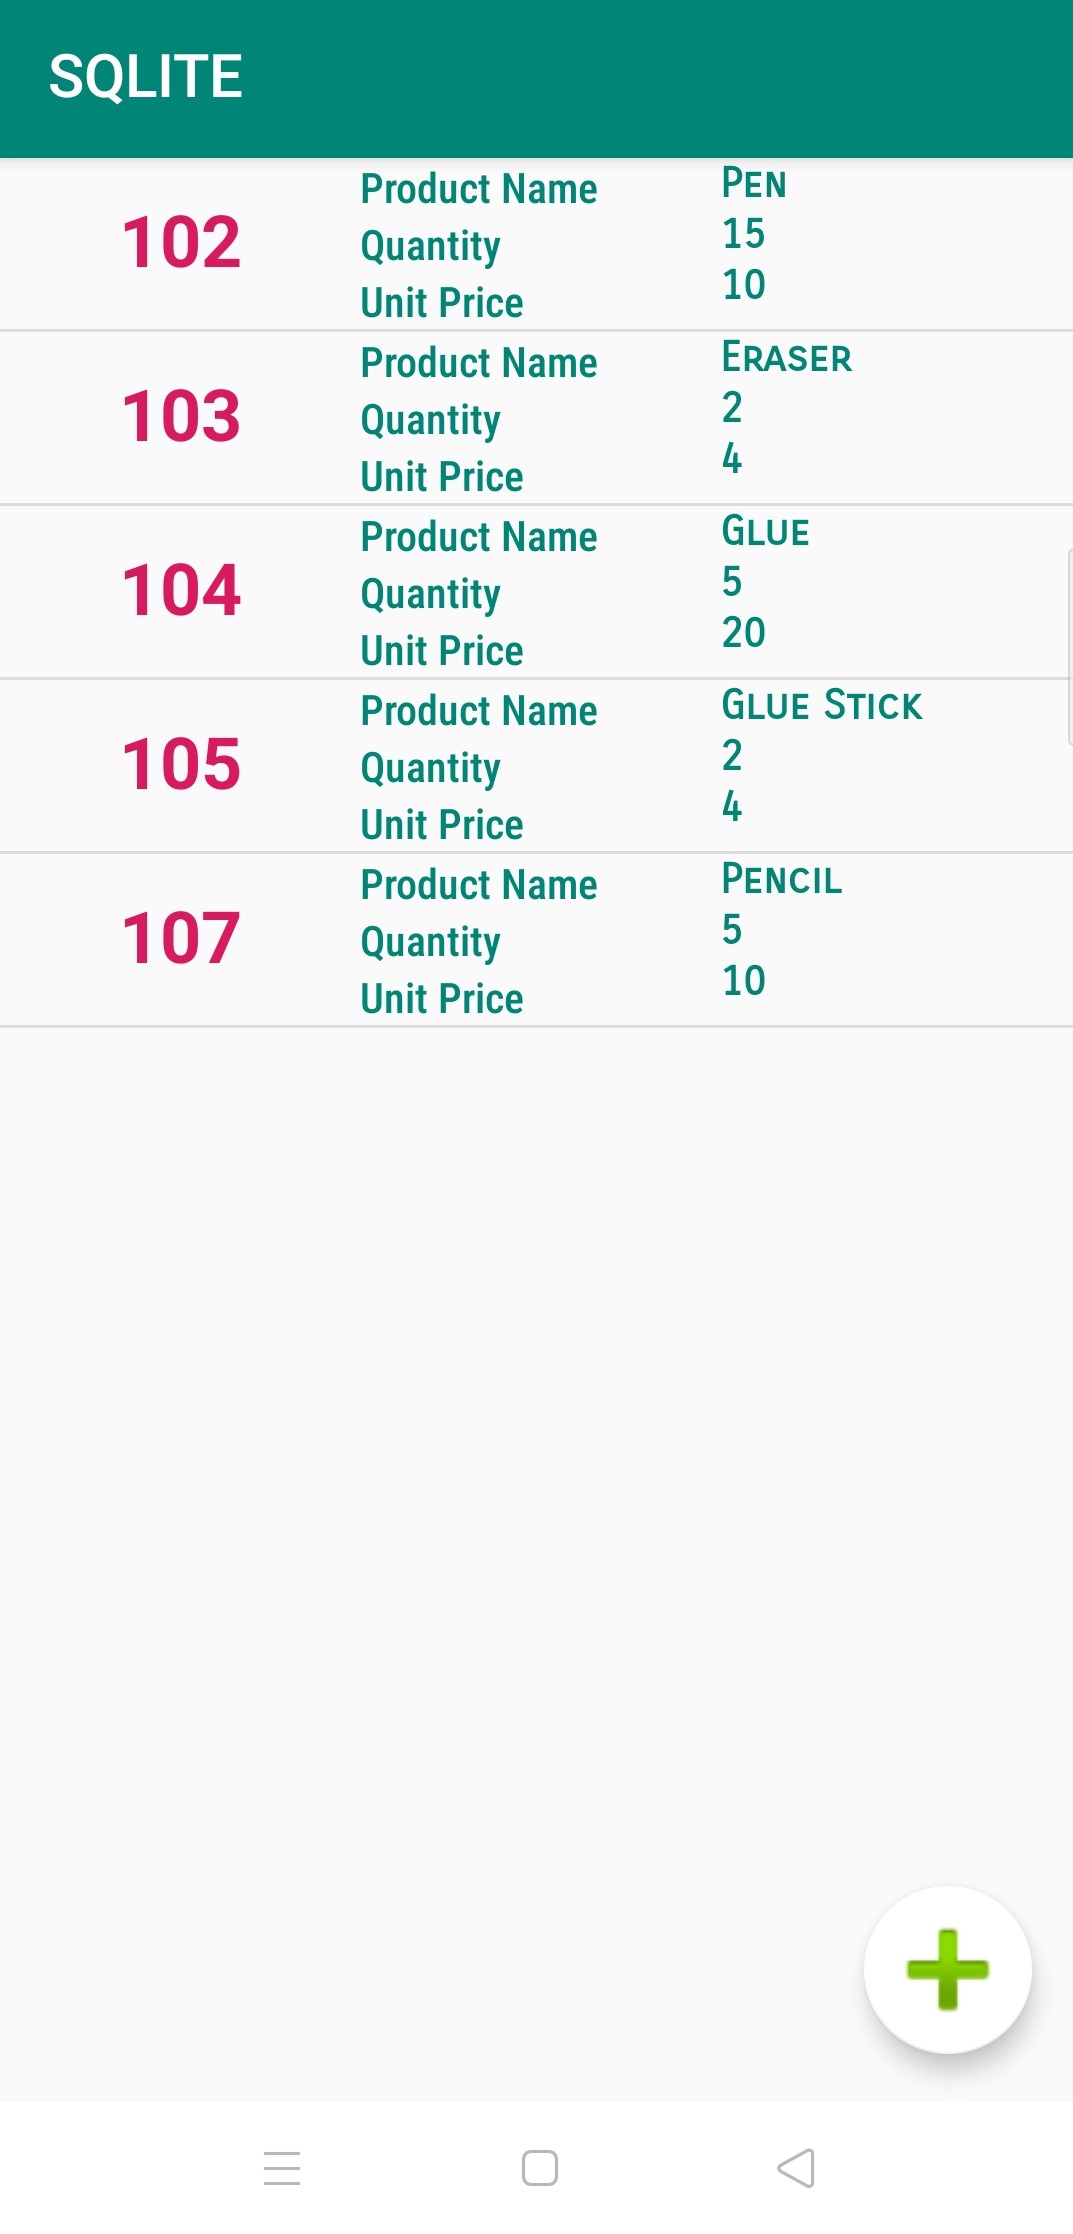 SQLITE
102
Product Name Pen
Quantity 15
Unit Price 10
103
Product Name Eraser
Quantity 2
Unit Price 4
104
Product Name Glue
Quantity 5
Unit Price 20
105
Product Name Glue Stick
Quantity 2
Unit Price 4
107
Product Name Pencil
Quantity 5
Unit Price 10